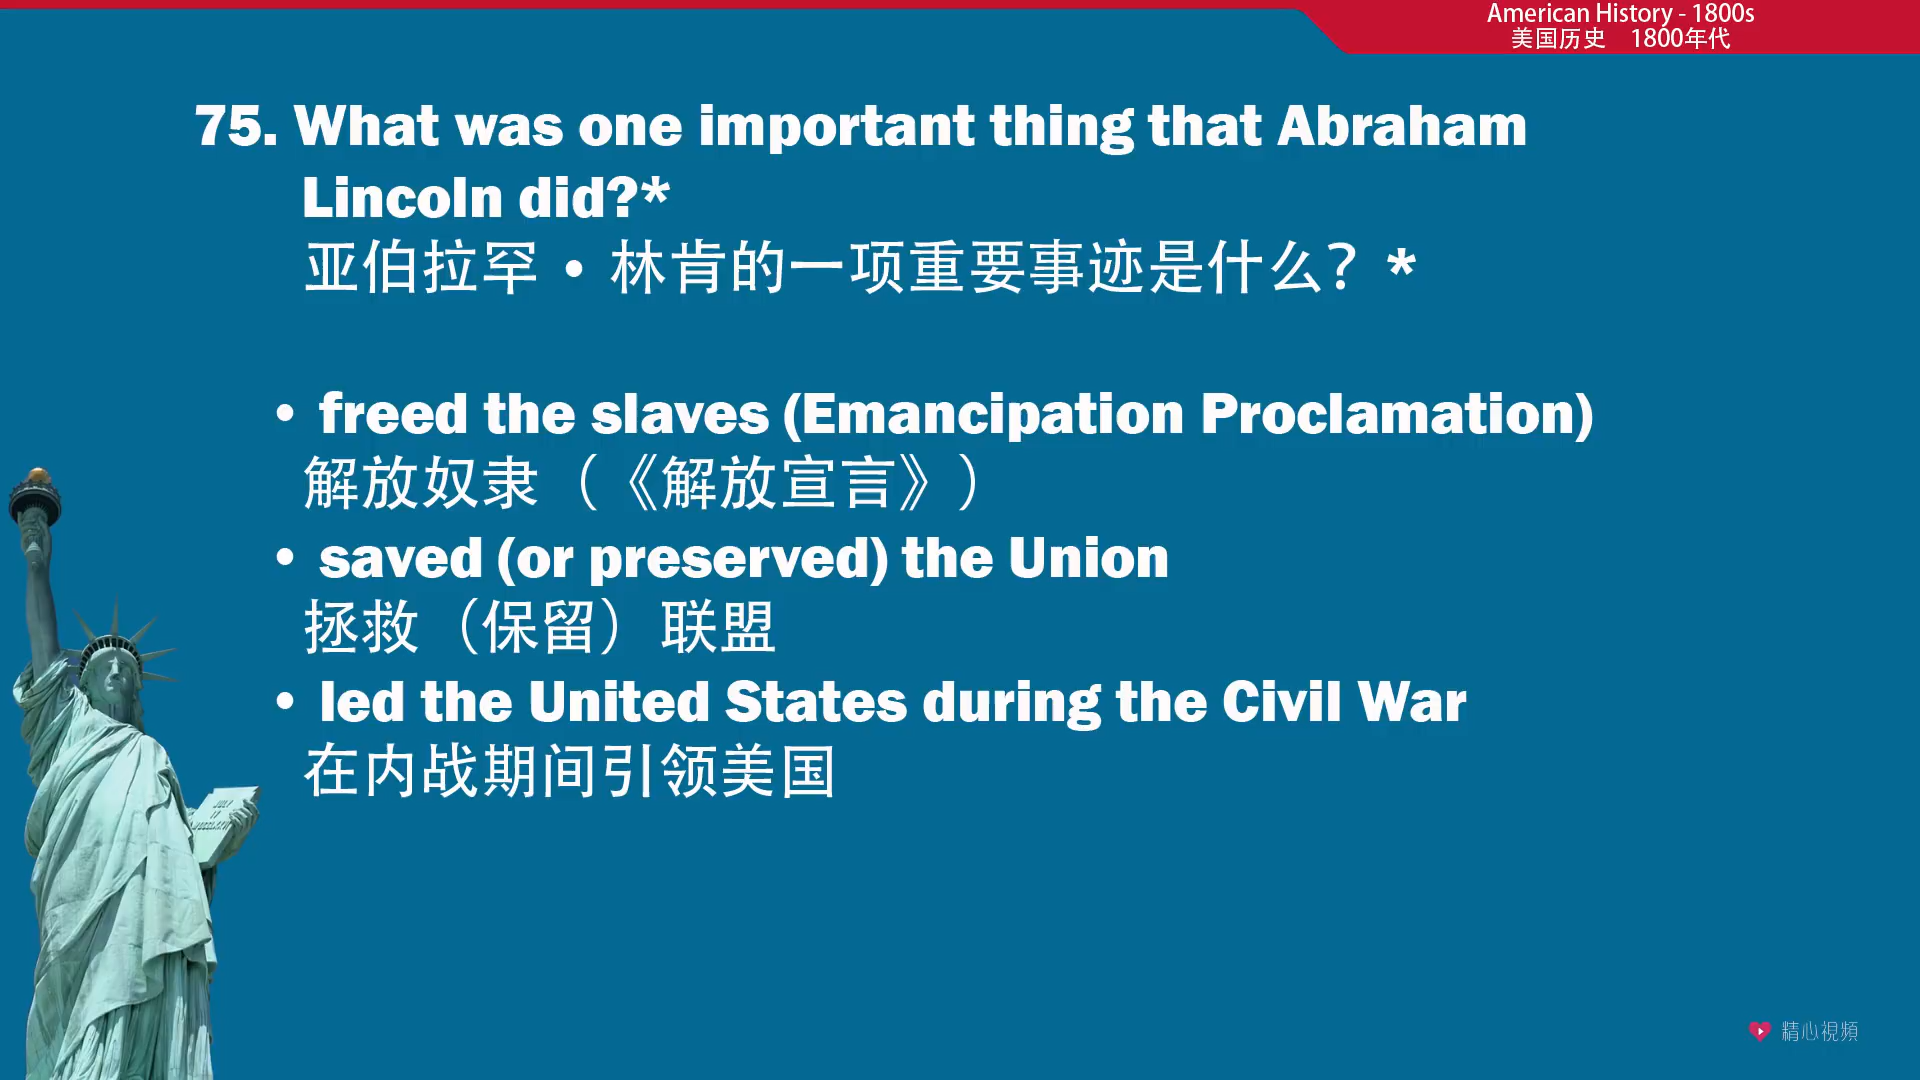 American History - 1800s
美国历史 1800年代
75. What was one important thing that Abraham
Lincoln did?*
亚伯拉罕 • 林肯的一项重要事迹是什么？*
• freed the slaves (Emancipation Proclamation)
解放奴隶（《解放宣言》）
• saved (or preserved) the Union
拯救（保留）联盟
• led the United States during the Civil War
在内战期间引领美国
精心視頻